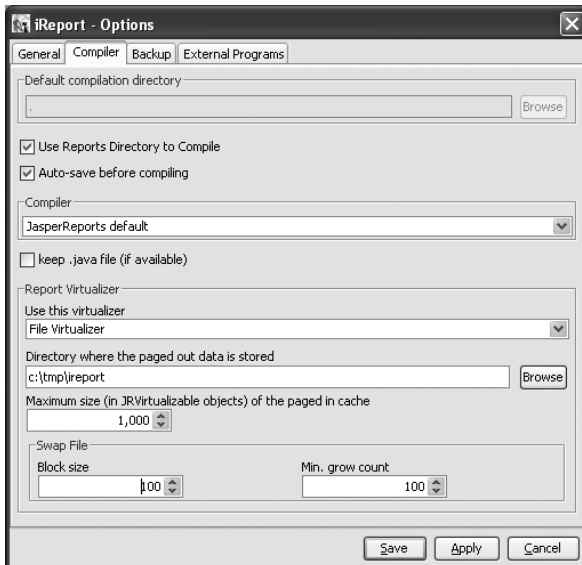 iReport - Options
General Compiler Backup External Programs
Default compilation directory
. Browse
Use Reports Directory to Compile
Auto-save before compiling
Compiler
JasperReports default
keep .java file (if available)
Report Virtualizer
Use this virtualizer
File Virtualizer
Directory where the paged out data is stored
c:\tmp\ireport Browse
Maximum size (in JRVirtualizable objects) of the paged in cache
1,000
Swap File
Block size Min. grow count
100 100
Save Apply Cancel